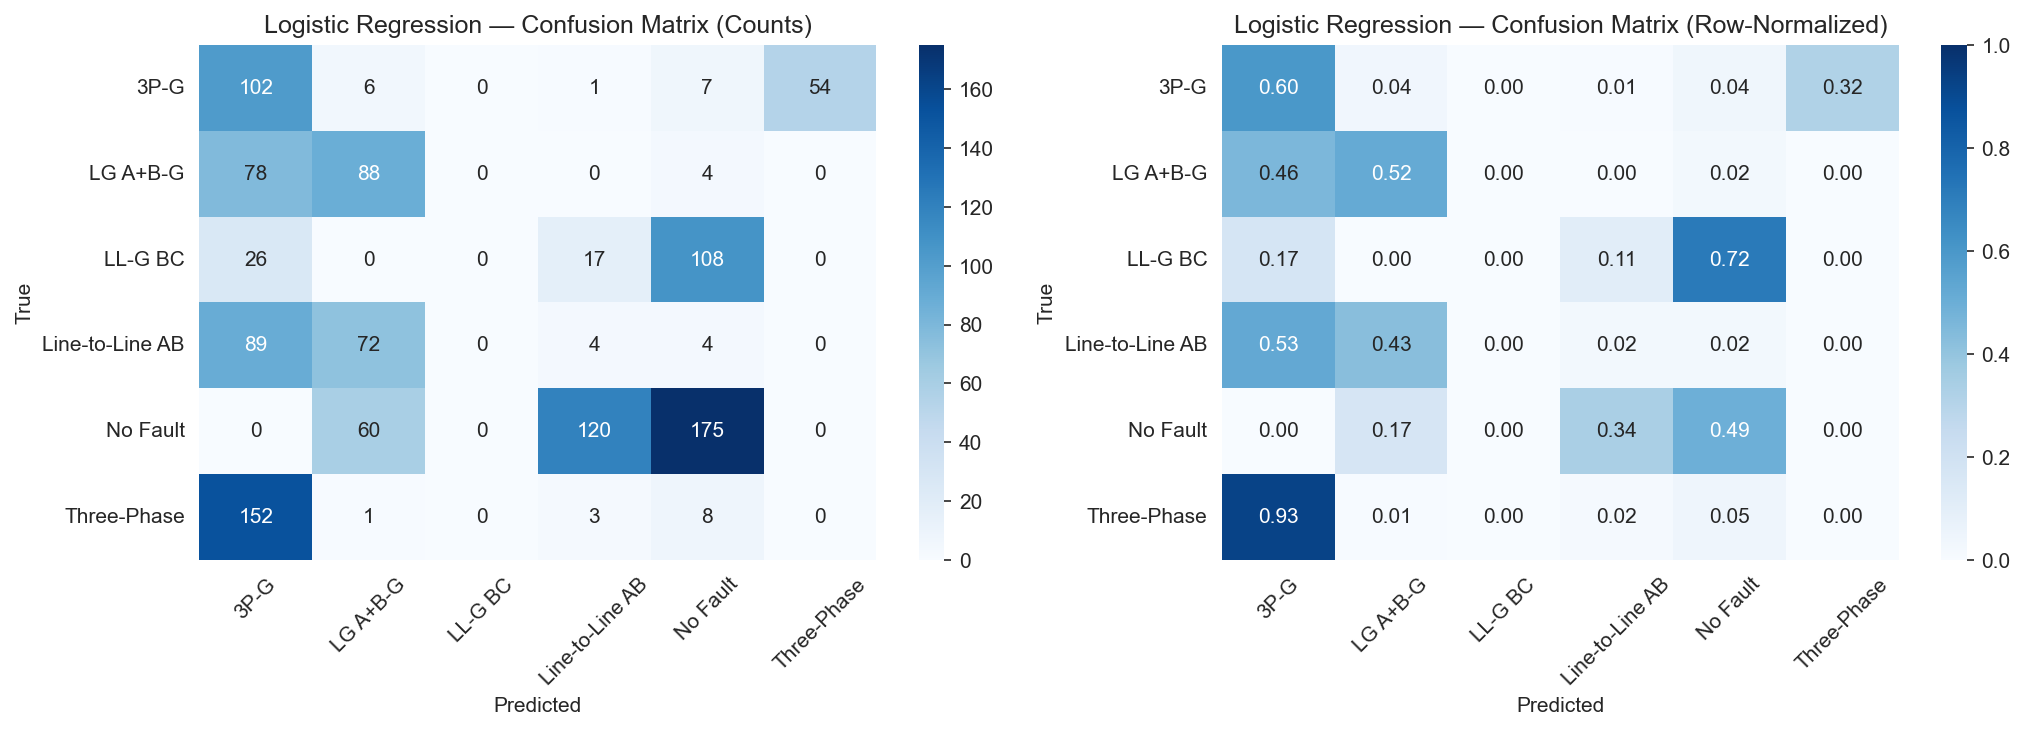 Logistic Regression — Confusion Matrix (Counts)
True
3P-G 102 6 0 1 7 54
LG A+B-G 78 88 0 0 4 0
LL-G BC 26 0 0 17 108 0
Line-to-Line AB 89 72 0 4 4 0
No Fault 0 60 0 120 175 0
Three-Phase 152 1 0 3 8 0
3P-G LG A+B-G LL-G BC Line-to-Line AB No Fault Three-Phase
Predicted
160
140
120
100
80
60
40
20
0
Logistic Regression — Confusion Matrix (Row-Normalized)
True
3P-G 0.60 0.04 0.00 0.01 0.04 0.32
LG A+B-G 0.46 0.52 0.00 0.00 0.02 0.00
LL-G BC 0.17 0.00 0.00 0.11 0.72 0.00
Line-to-Line AB 0.53 0.43 0.00 0.02 0.02 0.00
No Fault 0.00 0.17 0.00 0.34 0.49 0.00
Three-Phase 0.93 0.01 0.00 0.02 0.05 0.00
3P-G LG A+B-G LL-G BC Line-to-Line AB No Fault Three-Phase
Predicted
1.0
0.8
0.6
0.4
0.2
0.0